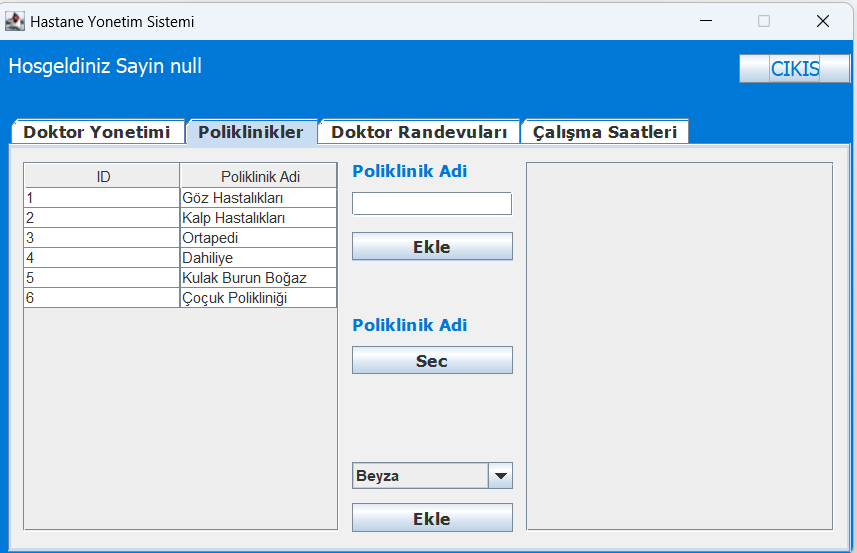 Hastane Yonetim Sistemi
Hosgeldiniz Sayin null
CIKIS
Doktor Yonetimi Poliklinikler Doktor Randevuları Çalışma Saatleri
ID Poliklinik Adi
1 Göz Hastalıkları
2 Kalp Hastalıkları
3 Ortapedi
4 Dahiliye
5 Kulak Burun Boğaz
6 Çoçuk Polikliniği
Poliklinik Adi
Ekle
Poliklinik Adi
Sec
Beyza
Ekle